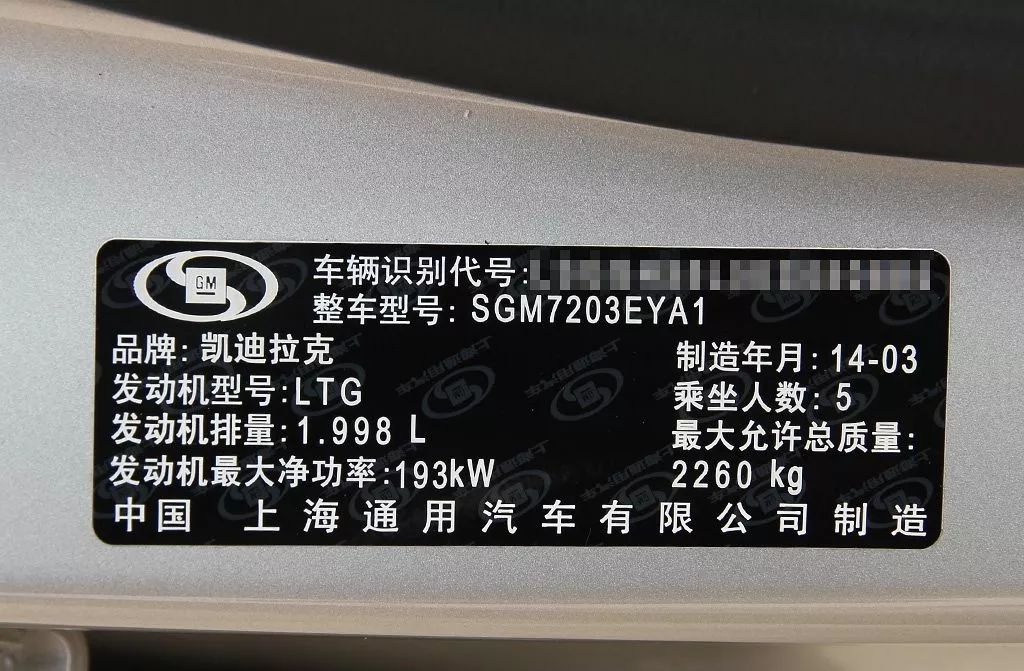 GM
车辆识别代号:
整车型号: SGM7203EYA1
品牌: 凯迪拉克
制造年月: 14-03
发动机型号: LTG
乘坐人数: 5
发动机排量: 1.998 L
最大允许总质量:
发动机最大净功率: 193kW
2260 kg
中国 上海通用汽车有限公司制造